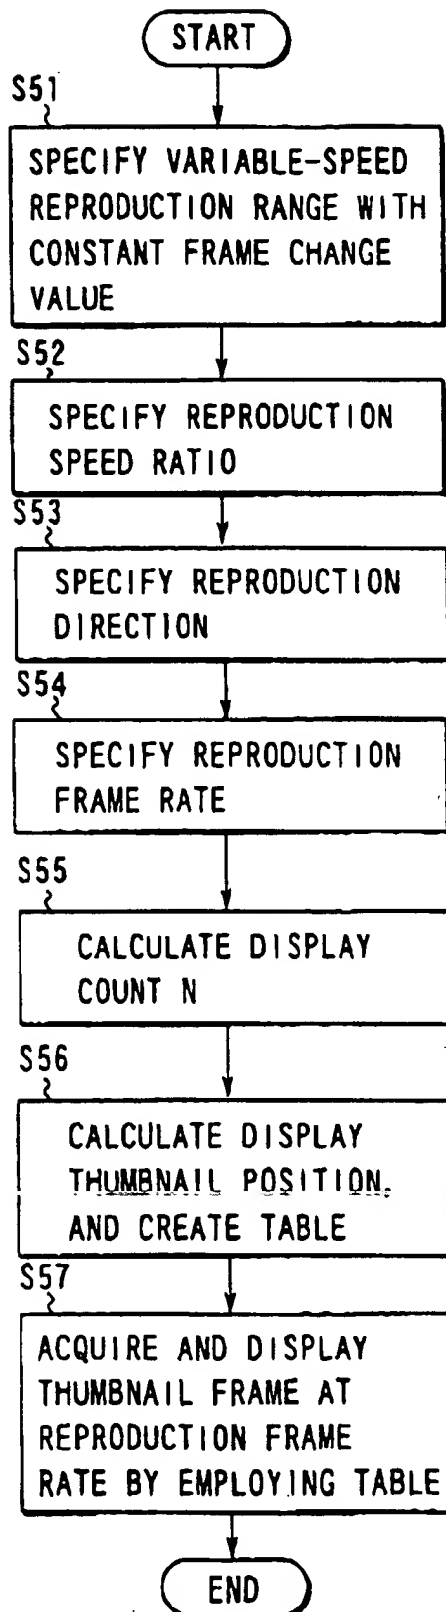 START
S51
SPECIFY VARIABLE-SPEED
REPRODUCTION RANGE WITH
CONSTANT FRAME CHANGE
VALUE
S52
SPECIFY REPRODUCTION
SPEED RATIO
S53
SPECIFY REPRODUCTION
DIRECTION
S54
SPECIFY REPRODUCTION
FRAME RATE
S55
CALCULATE DISPLAY
COUNT N
S56
CALCULATE DISPLAY
THUMBNAIL POSITION,
AND CREATE TABLE
S57
ACQUIRE AND DISPLAY
THUMBNAIL FRAME AT
REPRODUCTION FRAME
RATE BY EMPLOYING TABLE
END